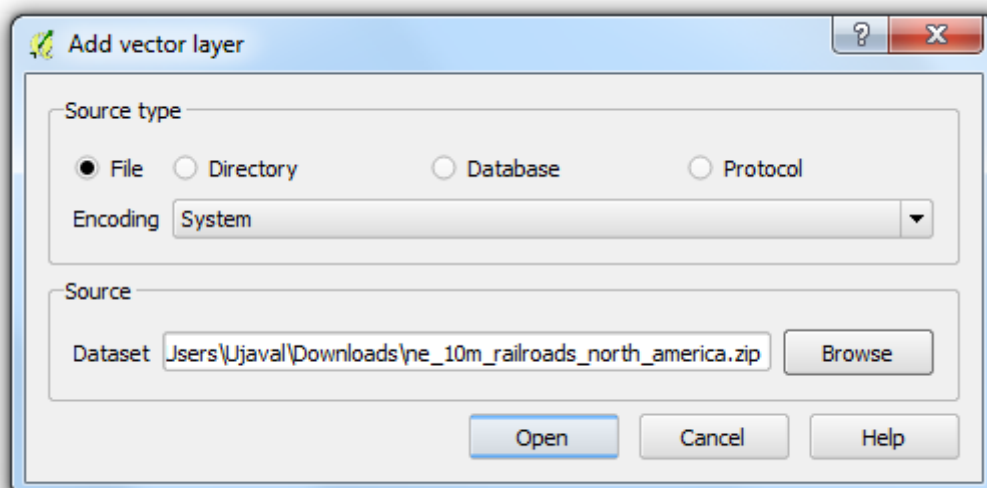 Add vector layer
Source type
File Directory Database Protocol
Encoding System
Source
Dataset Jsers\Ujaval\Downloads\ne_10m_railroads_north_america.zip Browse
Open Cancel Help